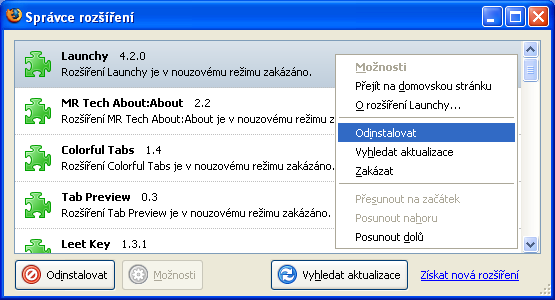 Správce rozšíření
Launchy 4.2.0
Rozšíření Launchy je v nouzovému režimu zakázáno.
MR Tech About:About 2.2
Rozšíření MR Tech About:About je v nouzovému režimu z
Colorful Tabs 1.4
Rozšíření Colorful Tabs je v nouzovému režimu zakázáno.
Tab Preview 0.3
Rozšíření Tab Preview je v nouzovému režimu zakázáno.
Leet Key 1.3.1
Možnosti
Přejít na domovskou stránku
O rozšíření Launchy...
Odinstalovat
Vyhledat aktualizace
Zakázat
Přesunout na začátek
Posunout nahoru
Posunout dolů
Odinstalovat
Možnosti
Vyhledat aktualizace
Získat nová rozšíření